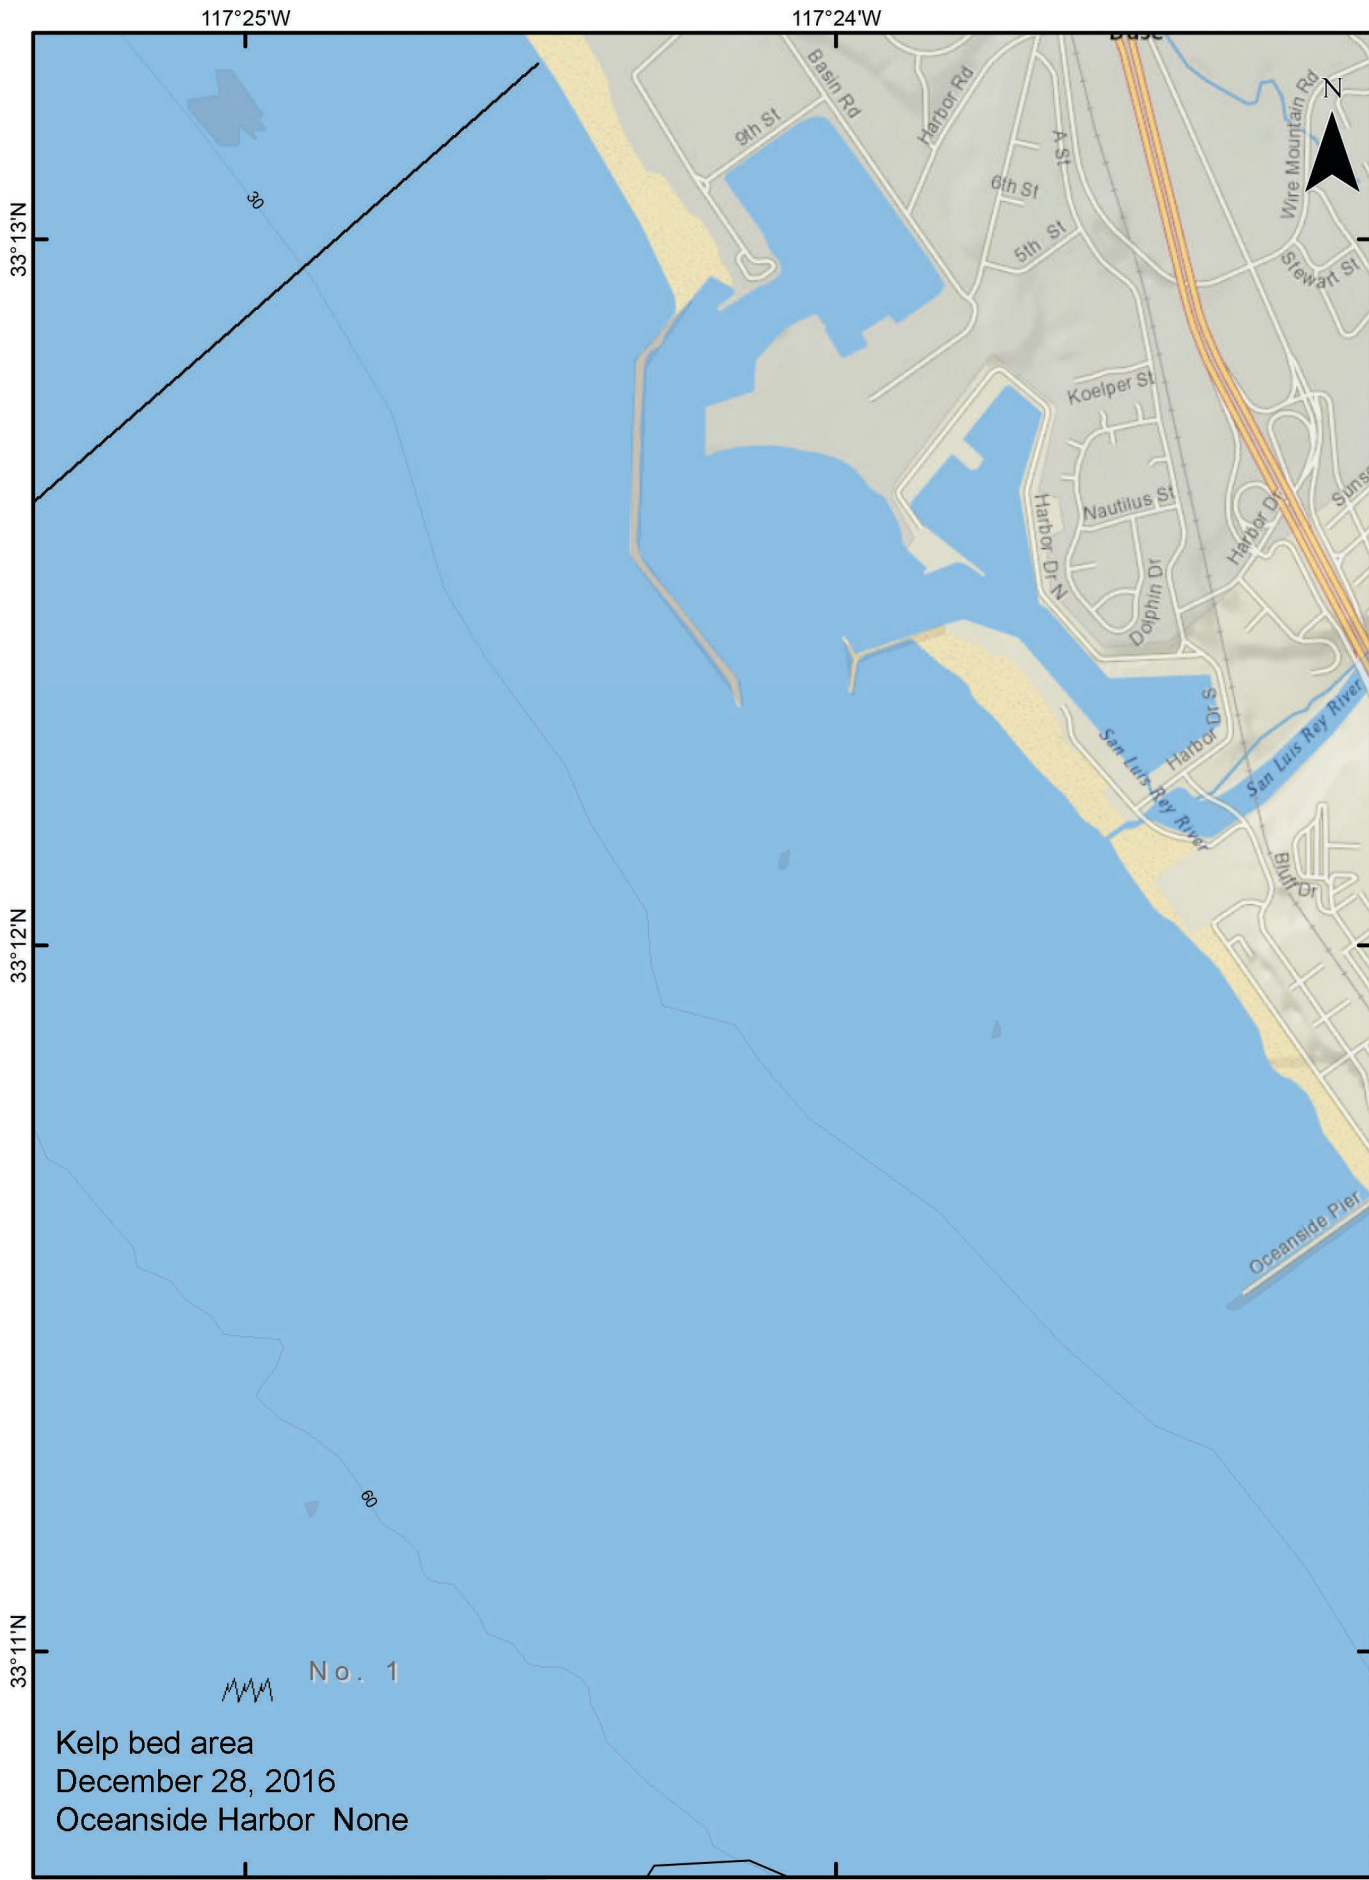 117°25'W
117°24'W
Base
N
Basin Rd
Harbor Rd
9th St
A St
Wire Mountain Rd
6th St
5th St
Stewart St
33°13'N
30
Koelper St
Nautilus St
Harbor Dr
Harbor Dr N
Dolphin Dr
Harbor Dr S
San Luis Rey River
San Luis Rey River
Bluff Dr
33°12'N
Oceanside Pier
60
33°11'N
No. 1
Kelp bed area
December 28, 2016
Oceanside Harbor None